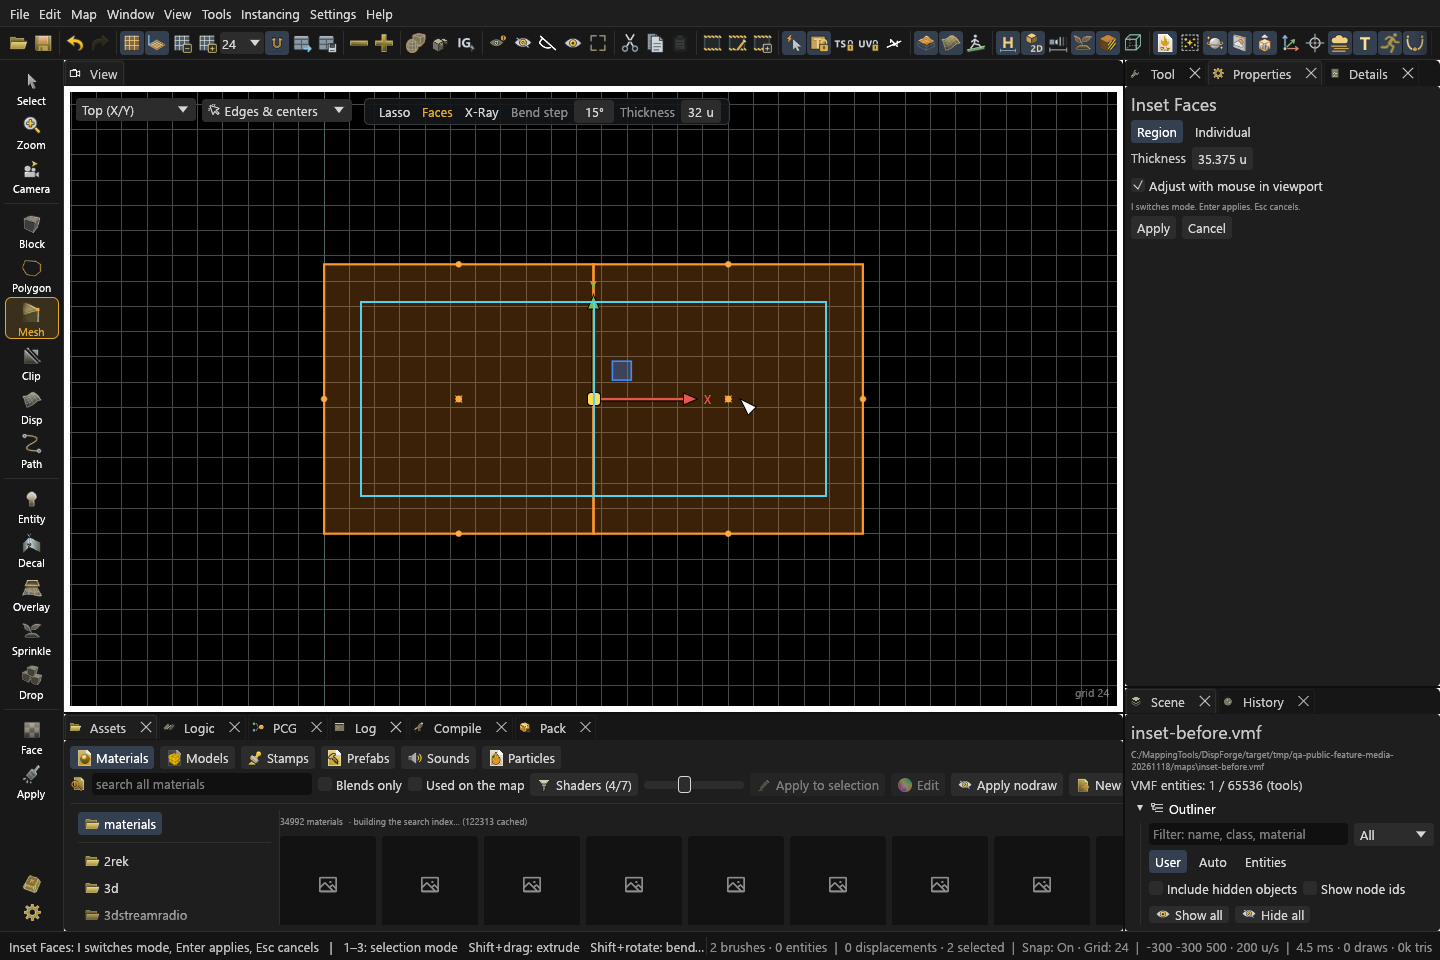 File Edit Map Window View Tools Instancing Settings Help
24
IG.
2D
TS
UV
H
T
View
Tool
Properties
Details
Select
Zoom
Camera
Block
Polygon
Mesh
Clip
Disp
Path
Entity
Decal
Overlay
Sprinkle
Drop
Face
Apply
Top (X/Y)
Edges & centers
Lasso Faces X-Ray Bend step 15° Thickness 32 u
Y
X
grid 24
Inset Faces
Region Individual
Thickness 35.375 u
Adjust with mouse in viewport
I switches mode. Enter applies. Esc cancels.
Apply Cancel
Assets
Logic
PCG
Log
Compile
Pack
Materials Models Stamps Prefabs Sounds Particles
search all materials
Blends only
Used on the map
Shaders (4/7)
Apply to selection
Edit
Apply nodraw
New
materials
2rek
3d
3dstreamradio
34992 materials · building the search index... (122313 cached)
Scene
History
inset-before.vmf
C:/MappingTools/DispForge/target/tmp/qa-public-feature-media-
20261118/maps\inset-before.vmf
VMF entities: 1 / 65536 (tools)
Outliner
Filter: name, class, material
All
User Auto Entities
Include hidden objects
Show node ids
Show all
Hide all
Inset Faces: I switches mode, Enter applies, Esc cancels | 1–3: selection mode Shift+drag: extrude Shift+rotate: bend... 2 brushes · 0 entities | 0 displacements · 2 selected | Snap: On · Grid: 24 | -300 -300 500 · 200 u/s | 4.5 ms · 0 draws · 0k tris